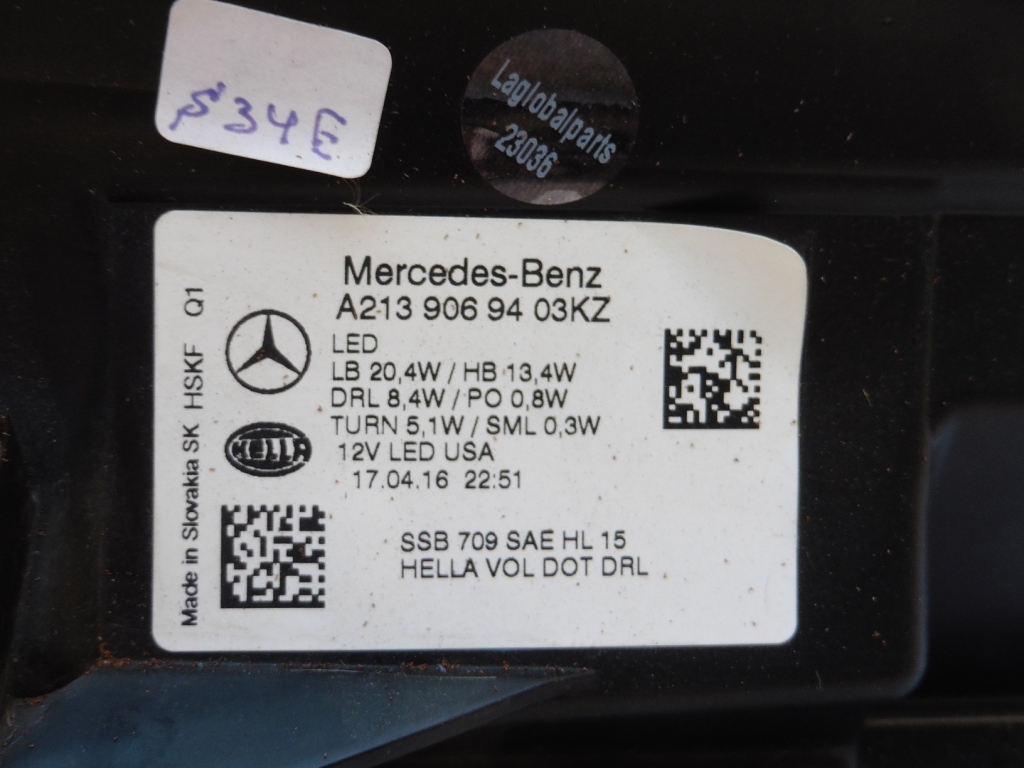 S34E
Laglobalparts
23036
Mercedes-Benz
A213 906 94 03KZ
LED
LB 20,4W / HB 13,4W
DRL 8,4W / PO 0,8W
TURN 5,1W / SML 0,3W
12V LED USA
17.04.16 22:51
HELLA
SSB 709 SAE HL 15
HELLA VOL DOT DRL
Made in Slovakia SK HSKF Q1